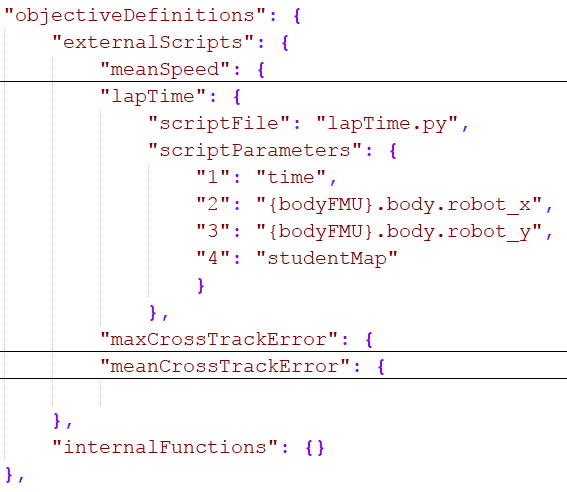 "objectiveDefinitions": {
"externalScripts": {
"meanSpeed": {
"lapTime": {
"scriptFile": "lapTime.py",
"scriptParameters": {
"1": "time",
"2": "{bodyFMU}.body.robot_x",
"3": "{bodyFMU}.body.robot_y",
"4": "studentMap"
}
},
"maxCrossTrackError": {
"meanCrossTrackError": {
},
"internalFunctions": {}
},